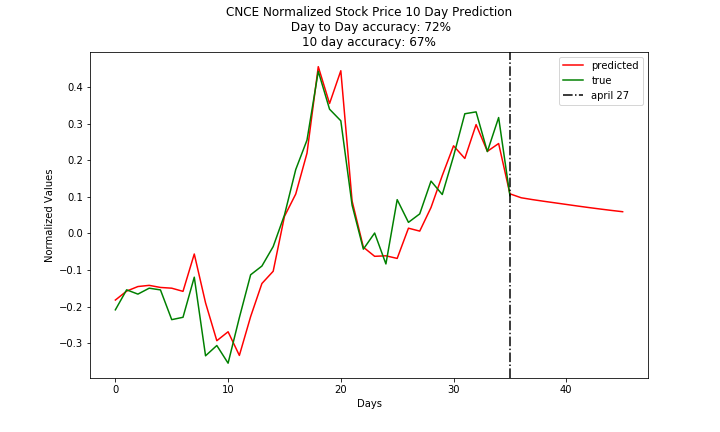 CNCE Normalized Stock Price 10 Day Prediction
Day to Day accuracy: 72%
10 day accuracy: 67%
predicted
true
april 27
Normalized Values
0.4
0.3
0.2
0.1
0.0
−0.1
−0.2
−0.3
0 10 20 30 40
Days